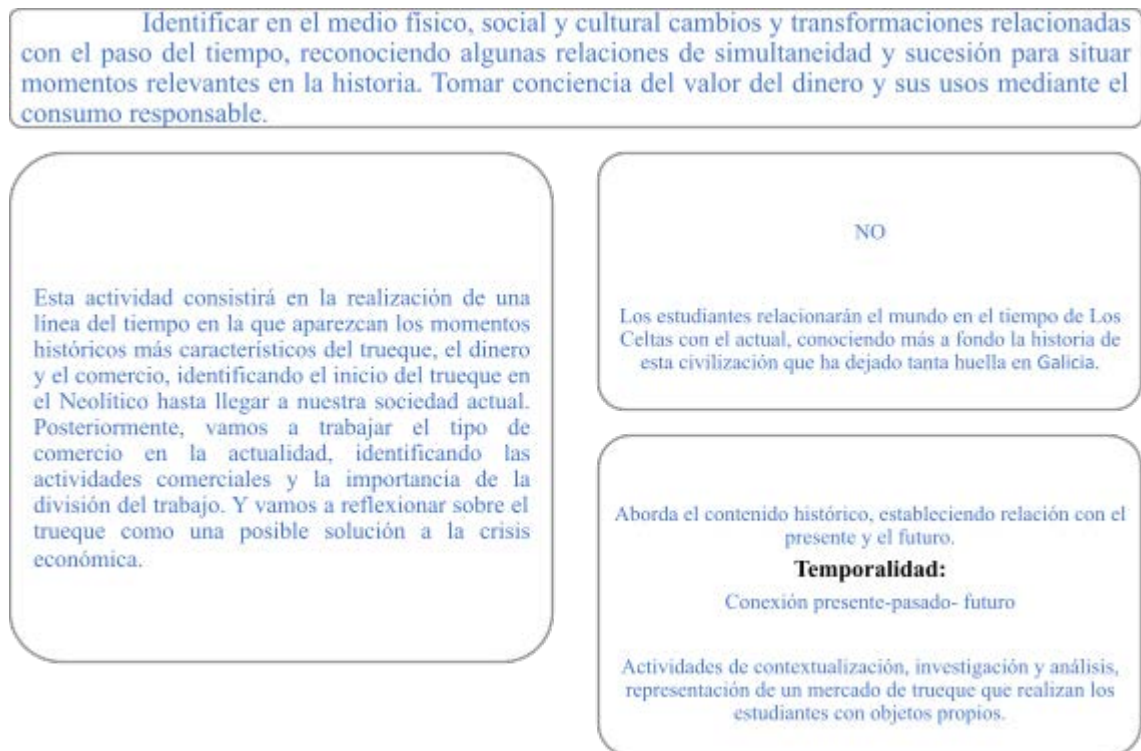 Identificar en el medio físico, social y cultural cambios y transformaciones relacionadas
con el paso del tiempo, reconociendo algunas relaciones de simultaneidad y sucesión para situar
momentos relevantes en la historia. Tomar conciencia del valor del dinero y sus usos mediante el
consumo responsable.
Esta actividad consistirá en la realización de una
línea del tiempo en la que aparezcan los momentos
históricos más característicos del trueque, el dinero
y el comercio, identificando el inicio del trueque en
el Neolítico hasta llegar a nuestra sociedad actual.
Posteriormente, vamos a trabajar el tipo de
comercio en la actualidad, identificando las
actividades comerciales y la importancia de la
división del trabajo. Y vamos a reflexionar sobre el
trueque como una posible solución a la crisis
económica.
NO
Los estudiantes relacionarán el mundo en el tiempo de Los
Celtas con el actual, conociendo más a fondo la historia de
esta civilización que ha dejado tanta huella en Galicia.
Aborda el contenido histórico, estableciendo relación con el
presente y el futuro.
Temporalidad:
Conexión presente-pasado- futuro
Actividades de contextualización, investigación y análisis,
representación de un mercado de trueque que realizan los
estudiantes con objetos propios.